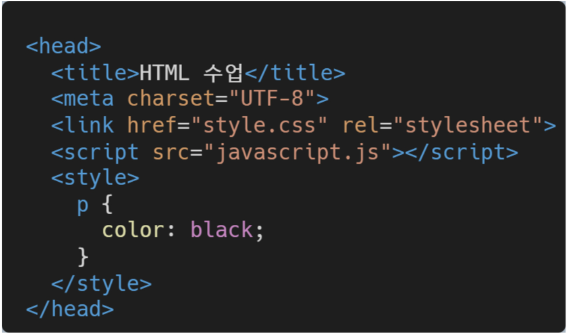 <head>
<title>HTML 수업</title>
<meta charset="UTF-8">
<link href="style.css" rel="stylesheet">
<script src="javascript.js"></script>
<style>
p {
color: black;
}
</style>
</head>